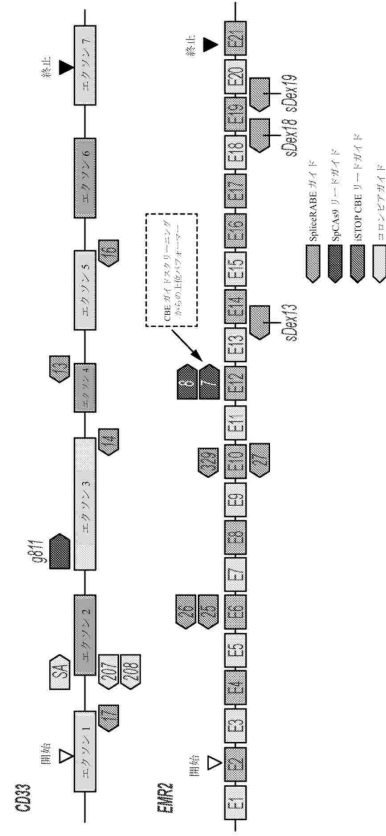 CD33
開始
終止
エクソン 1
エクソン 2
エクソン 3
エクソン 4
エクソン 5
エクソン 6
エクソン 7
17
SA
207
208
g811
14
13
16
EMR2
開始
終止
E1
E2
E3
E4
E5
E6
E7
E8
E9
E10
E11
E12
E13
E14
E15
E16
E17
E18
E19
E20
E21
26
25
329
27
8
7
CBE ガイドスクリーニング
からの上位パフォーマー
sDex13
sDex18
sDex19
SpliceRABE ガイド
SpCAs9 リードガイド
iSTOP CBE リードガイド
コロンビアガイド